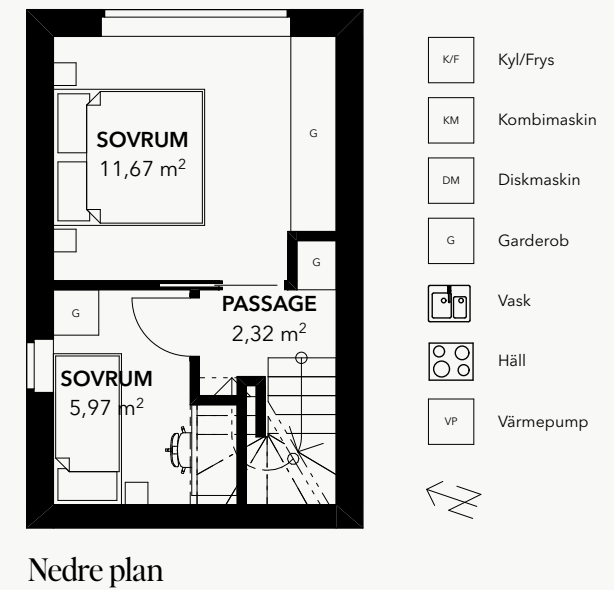 SOVRUM
11,67 m²
G
G
PASSAGE
2,32 m²
G
SOVRUM
5,97 m²
K/F Kyl/Frys
KM Kombimaskin
DM Diskmaskin
G Garderob
Vask
Häll
VP Värmepump
Nedre plan